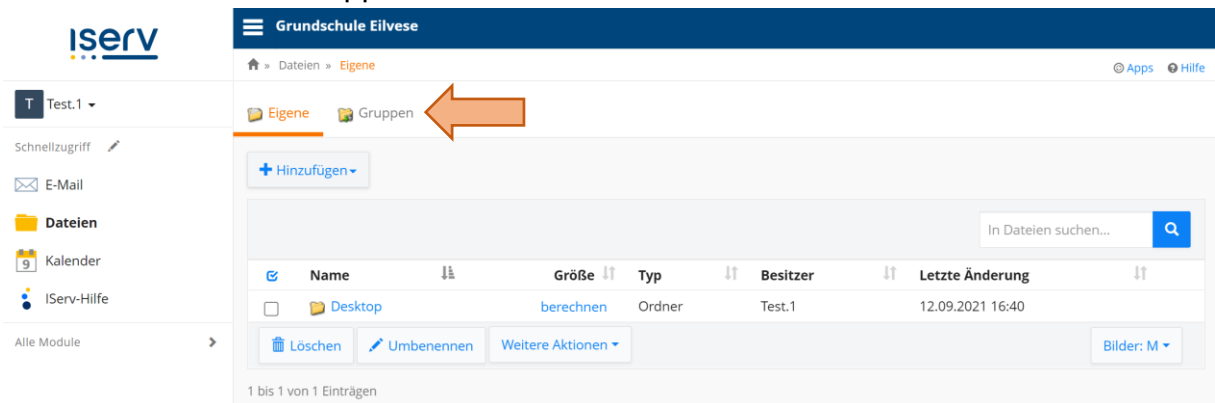 IServ
Grundschule Eilvese
» Dateien » Eigene
Apps Hilfe
T Test.1
Eigene Gruppen
Schnellzugriff
Hinzufügen
E-Mail
Dateien
In Dateien suchen...
9 Kalender
Name Größe Typ Besitzer Letzte Änderung
IServ-Hilfe
Desktop berechnen Ordner Test.1 12.09.2021 16:40
Alle Module
Löschen Umbenennen Weitere Aktionen Bilder: M
1 bis 1 von 1 Einträgen